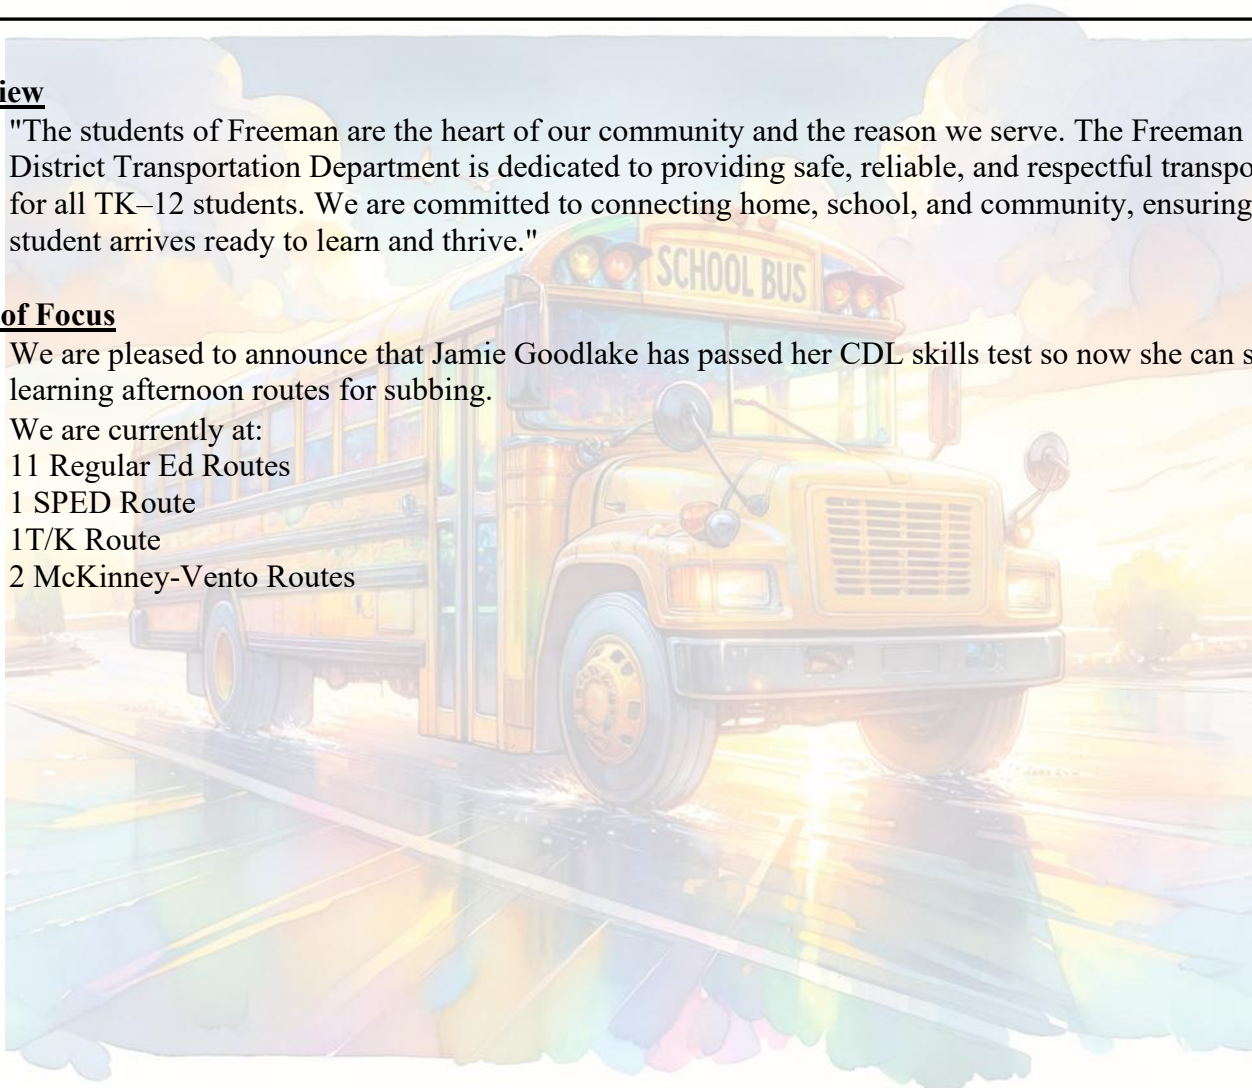 iew
"The students of Freeman are the heart of our community and the reason we serve. The Freeman
District Transportation Department is dedicated to providing safe, reliable, and respectful transpo
for all TK–12 students. We are committed to connecting home, school, and community, ensuring
student arrives ready to learn and thrive."
SCHOOL BUS
of Focus
We are pleased to announce that Jamie Goodlake has passed her CDL skills test so now she can s
learning afternoon routes for subbing.
We are currently at:
11 Regular Ed Routes
1 SPED Route
1T/K Route
2 McKinney-Vento Routes